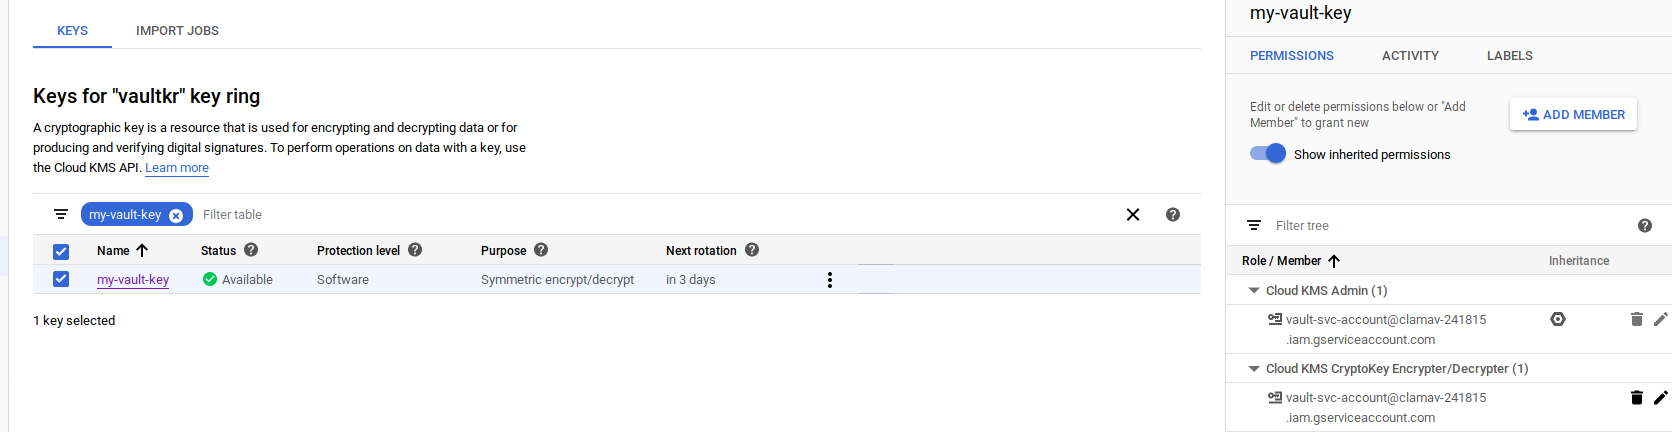 KEYS IMPORT JOBS
Keys for "vaultkr" key ring
A cryptographic key is a resource that is used for encrypting and decrypting data or for
producing and verifying digital signatures. To perform operations on data with a key, use
the Cloud KMS API. Learn more
my-vault-key Filter table
Name Status Protection level Purpose Next rotation
my-vault-key Available Software Symmetric encrypt/decrypt in 3 days
1 key selected
my-vault-key
PERMISSIONS ACTIVITY LABELS
Edit or delete permissions below or "Add
Member" to grant new
ADD MEMBER
Show inherited permissions
Filter tree
Role / Member Inheritance
Cloud KMS Admin (1)
vault-svc-account@clamav-241815
.iam.gserviceaccount.com
Cloud KMS CryptoKey Encrypter/Decrypter (1)
vault-svc-account@clamav-241815
.iam.gserviceaccount.com